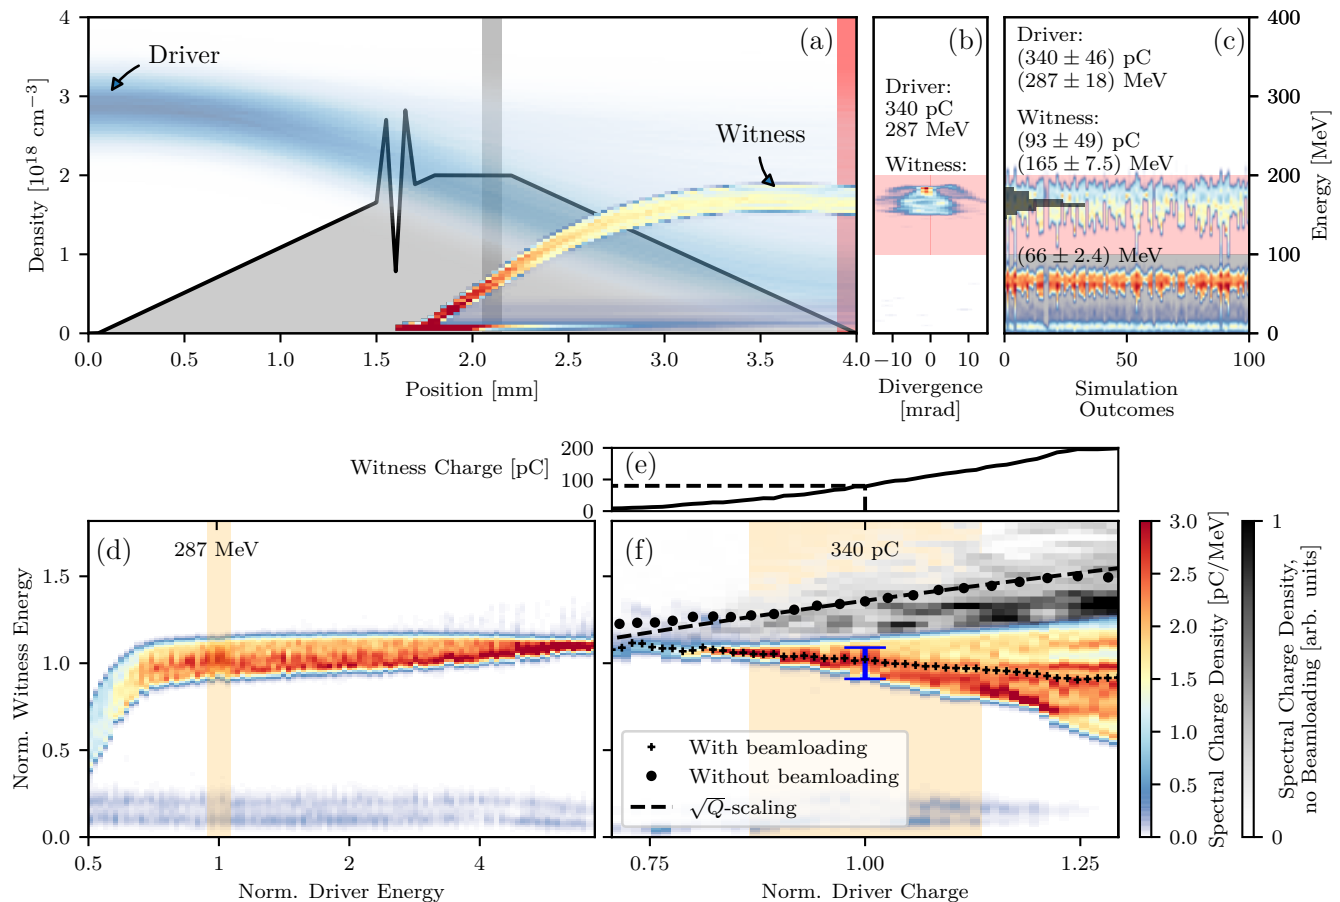 (a)
Driver
Witness
4
3
2
1
0
Density [10¹⁸ cm⁻³]
0.0 0.5 1.0 1.5 2.0 2.5 3.0 3.5 4.0
Position [mm]
(b)
Driver:
340 pC
287 MeV
Witness:
−10 0 10
Divergence
[mrad]
(c)
Driver:
(340 ± 46) pC
(287 ± 18) MeV
Witness:
(93 ± 49) pC
(165 ± 7.5) MeV
(66 ± 2.4) MeV
400
300
200
100
0
Energy [MeV]
0 50 100
Simulation
Outcomes
Witness Charge [pC]
200
100
0
(e)
(d)
287 MeV
1.5
1.0
0.5
0.0
Norm. Witness Energy
0.5 1 2 4
Norm. Driver Energy
(f)
340 pC
With beamloading
Without beamloading
√Q-scaling
0.75 1.00 1.25
Norm. Driver Charge
3.0
2.5
2.0
1.5
1.0
0.5
0.0
Spectral Charge Density [pC/MeV]
1
0
Spectral Charge Density,
no Beamloading [arb. units]